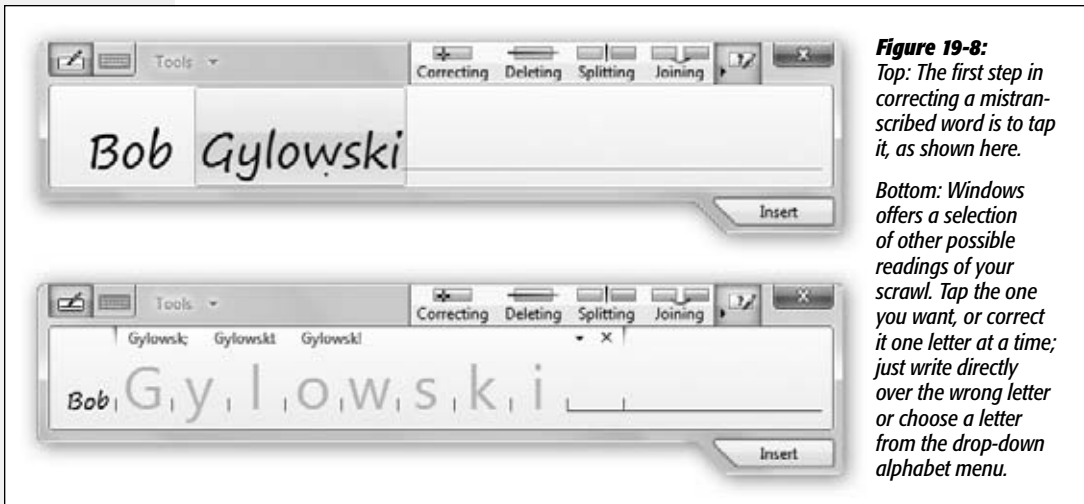 Tools
Correcting Deleting Splitting Joining
Bob Gylowski
Insert
Tools
Correcting Deleting Splitting Joining
Gylowsk; Gylowskt Gylowsk!
Bob G y l o w s k i
Insert
Figure 19-8:
Top: The first step in
correcting a mistran-
scribed word is to tap
it, as shown here.
Bottom: Windows
offers a selection
of other possible
readings of your
scrawl. Tap the one
you want, or correct
it one letter at a time;
just write directly
over the wrong letter
or choose a letter
from the drop-down
alphabet menu.